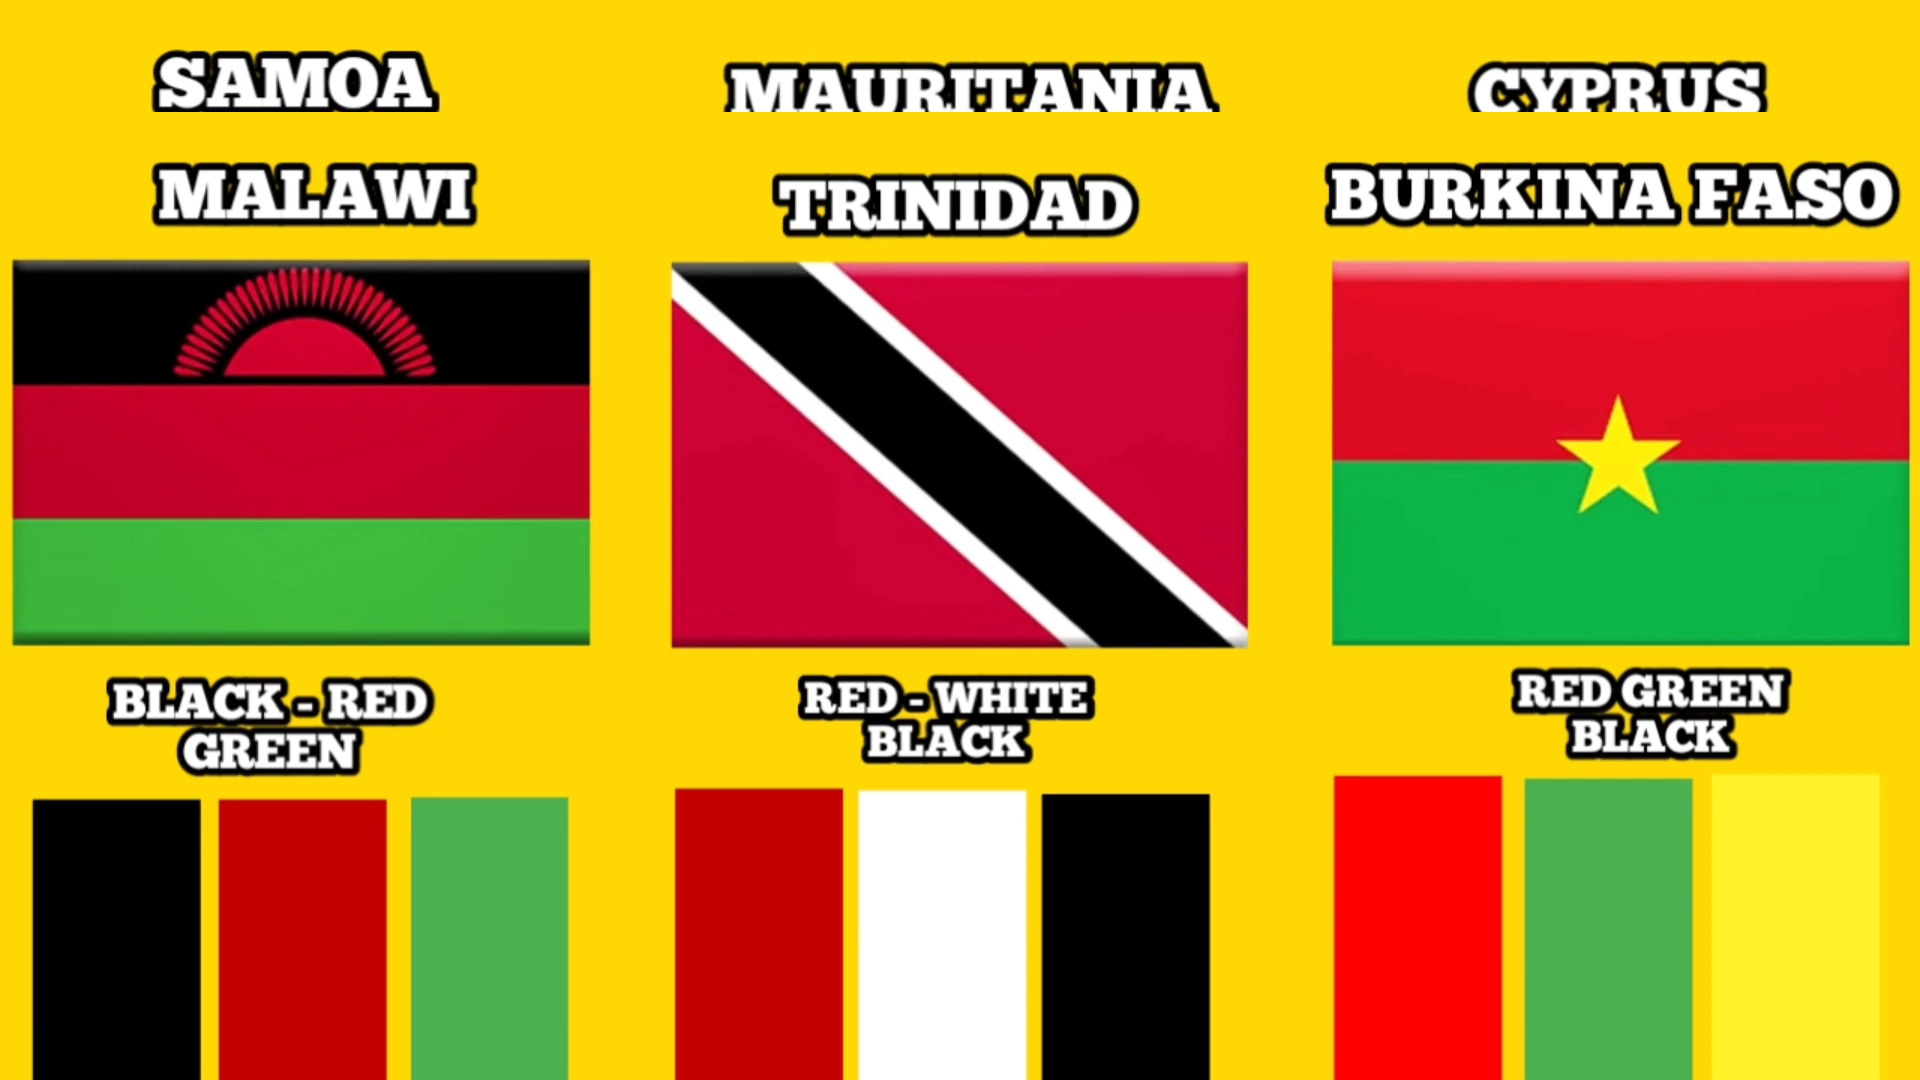 SAMOA
MAURITANIA
CYPRUS
MALAWI
TRINIDAD
BURKINA FASO
BLACK - RED
GREEN
RED - WHITE
BLACK
RED GREEN
BLACK